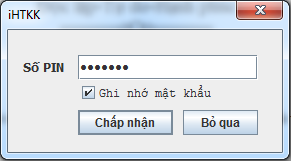 iHTKK
Số PIN
Ghi nhớ mật khẩu
Chấp nhận
Bỏ qua